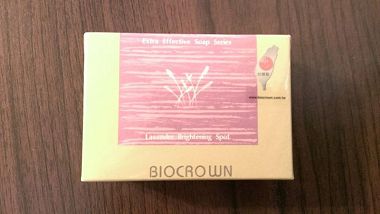 Extra Effective Soap Series
www.biocrown.com.tw
Lavender Brightening Spot
BIOCROWN